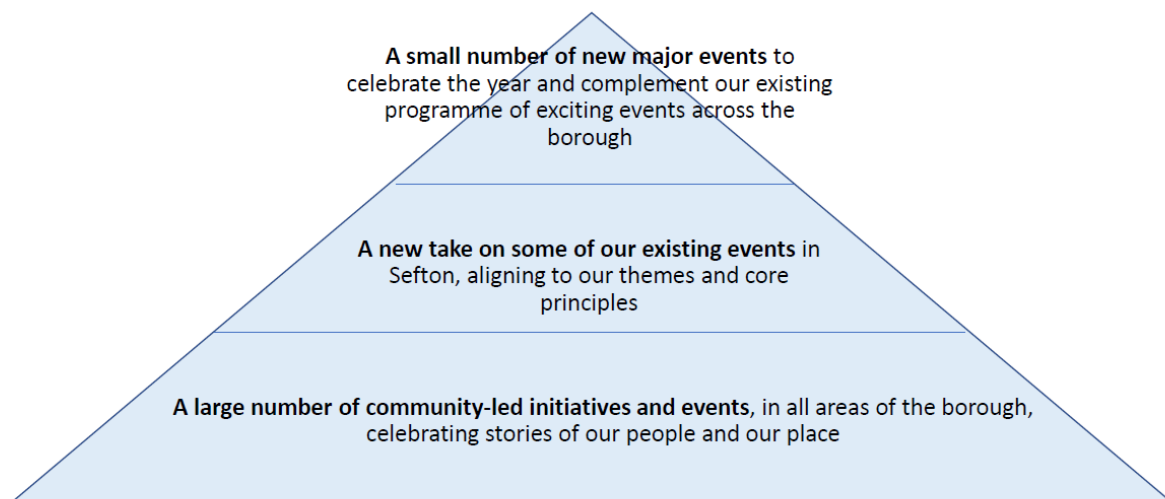 A small number of new major events to
celebrate the year and complement our existing
programme of exciting events across the
borough
A new take on some of our existing events in
Sefton, aligning to our themes and core
principles
A large number of community-led initiatives and events, in all areas of the borough,
celebrating stories of our people and our place